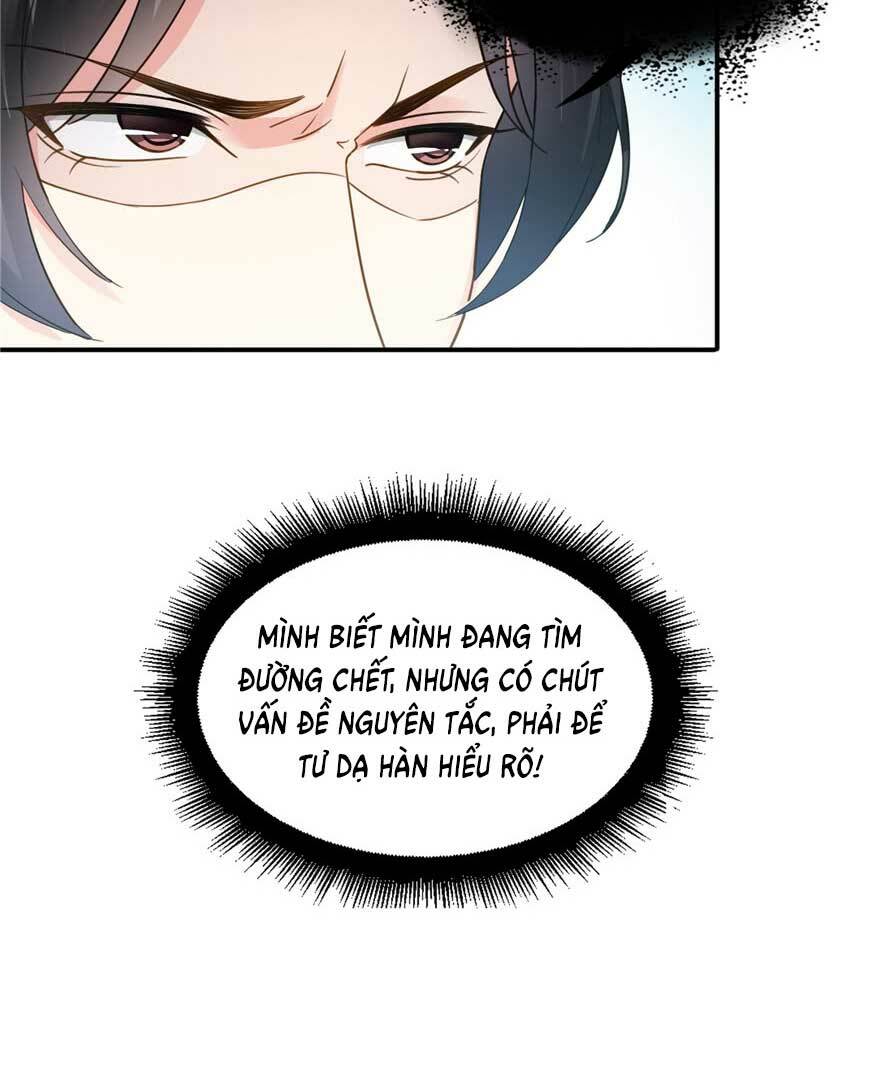 MÌNH BIẾT MÌNH ĐANG TÌM
ĐƯỜNG CHẾT, NHƯNG CÓ CHÚT
VẤN ĐỀ NGUYÊN TẮC, PHẢI ĐỂ
TƯ DẠ HÀN HIỂU RÕ!